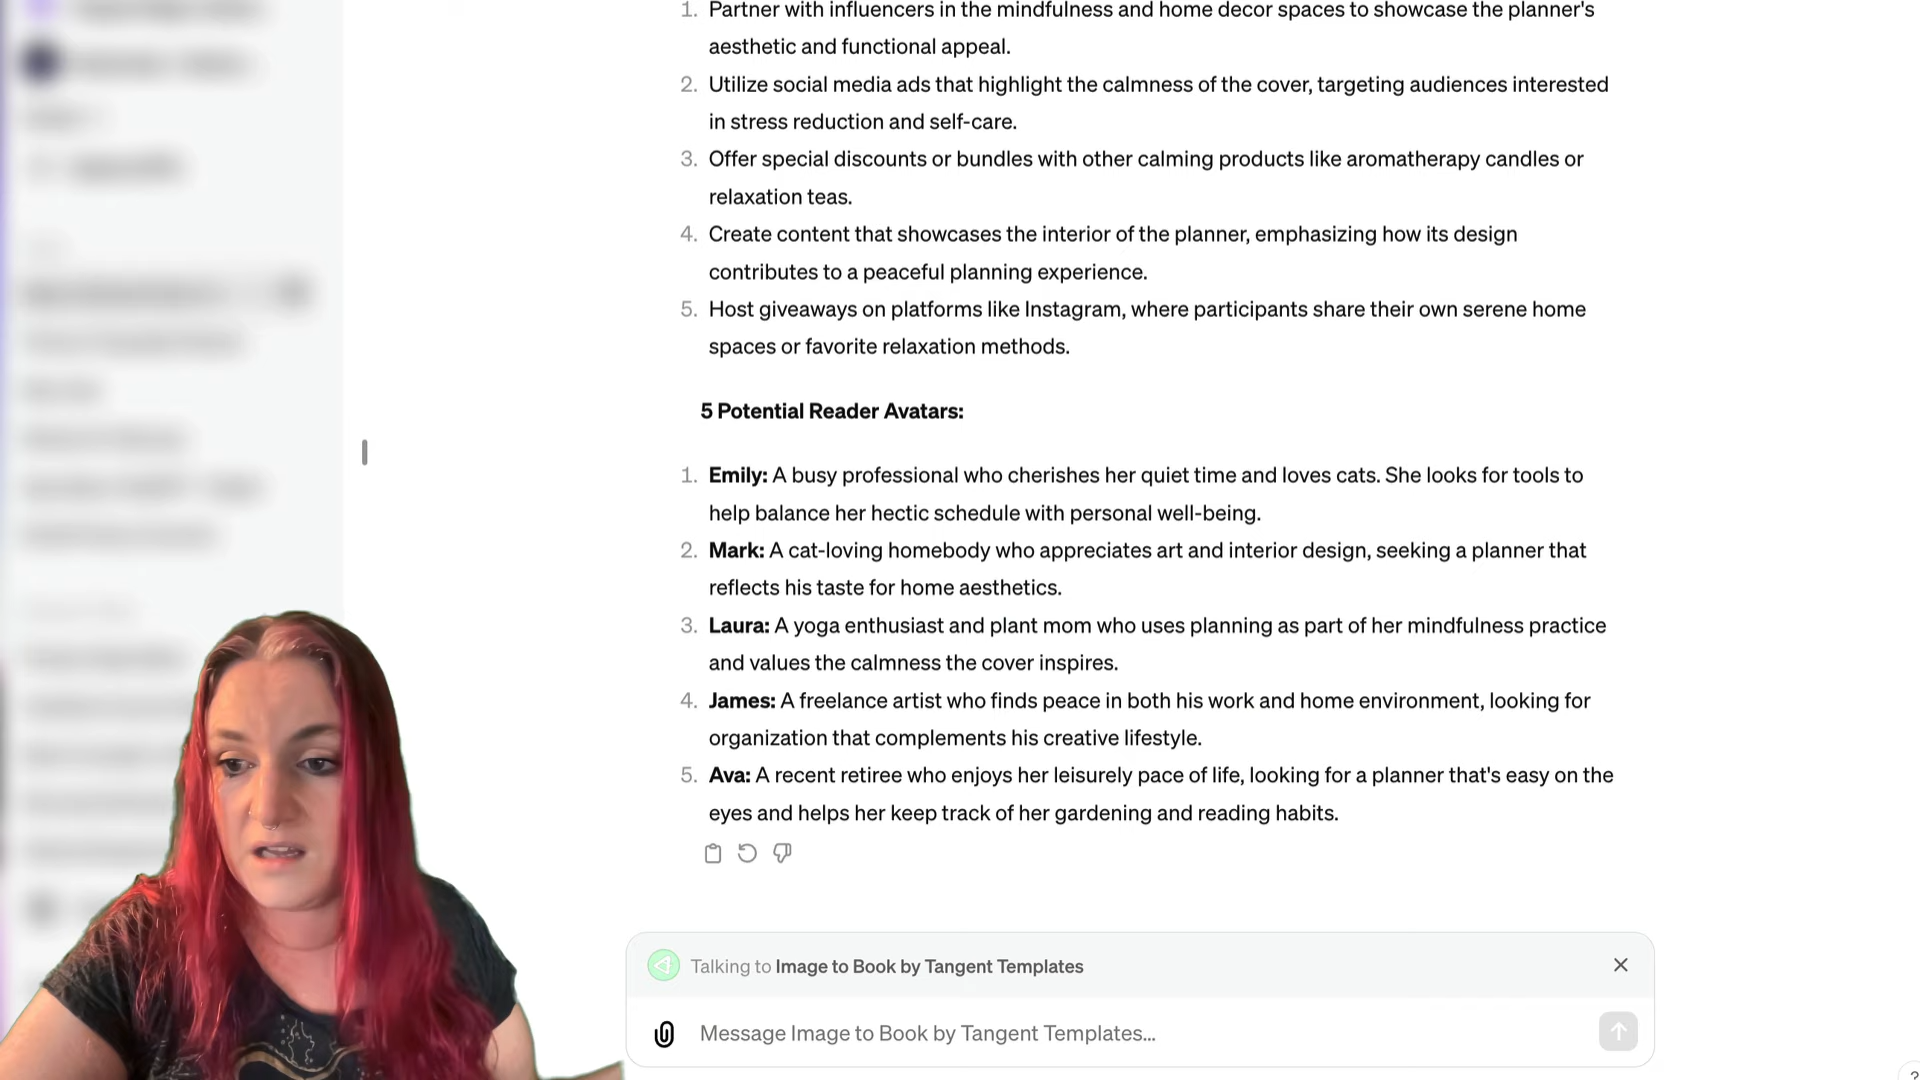 1. Partner with influencers in the mindfulness and home decor spaces to showcase the planner's
aesthetic and functional appeal.
2. Utilize social media ads that highlight the calmness of the cover, targeting audiences interested
in stress reduction and self-care.
3. Offer special discounts or bundles with other calming products like aromatherapy candles or
relaxation teas.
4. Create content that showcases the interior of the planner, emphasizing how its design
contributes to a peaceful planning experience.
5. Host giveaways on platforms like Instagram, where participants share their own serene home
spaces or favorite relaxation methods.
5 Potential Reader Avatars:
1. Emily: A busy professional who cherishes her quiet time and loves cats. She looks for tools to
help balance her hectic schedule with personal well-being.
2. Mark: A cat-loving homebody who appreciates art and interior design, seeking a planner that
reflects his taste for home aesthetics.
3. Laura: A yoga enthusiast and plant mom who uses planning as part of her mindfulness practice
and values the calmness the cover inspires.
4. James: A freelance artist who finds peace in both his work and home environment, looking for
organization that complements his creative lifestyle.
5. Ava: A recent retiree who enjoys her leisurely pace of life, looking for a planner that's easy on the
eyes and helps her keep track of her gardening and reading habits.
Talking to Image to Book by Tangent Templates
Message Image to Book by Tangent Templates...
?